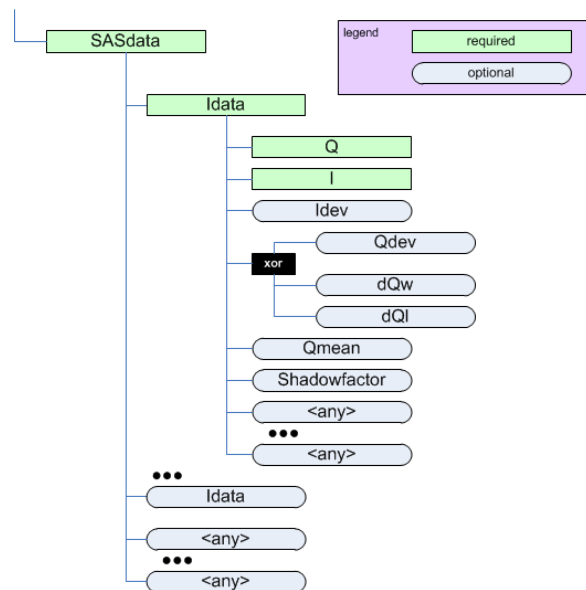 SASdata
legend
required
optional
Idata
Q
I
Idev
xor
Qdev
dQw
dQl
Qmean
Shadowfactor
<any>
•••
<any>
•••
Idata
<any>
•••
<any>